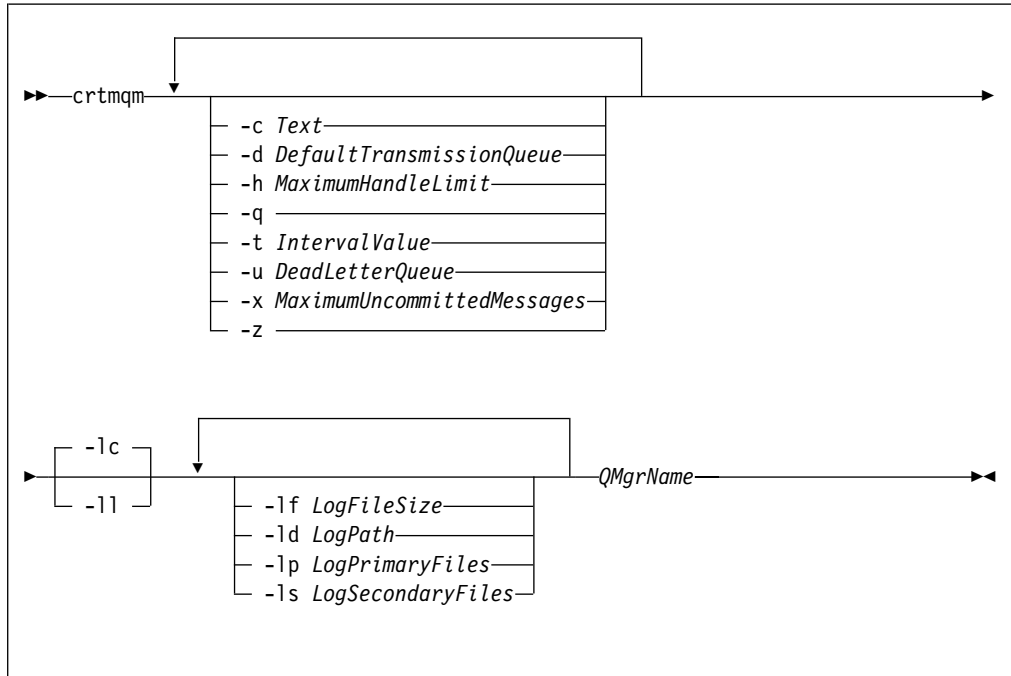 crtmqm
-c Text
-d DefaultTransmissionQueue
-h MaximumHandleLimit
-q
-t IntervalValue
-u DeadLetterQueue
-x MaximumUncommittedMessages
-z
-lc
-ll
-lf LogFileSize
-ld LogPath
-lp LogPrimaryFiles
-ls LogSecondaryFiles
QMgrName